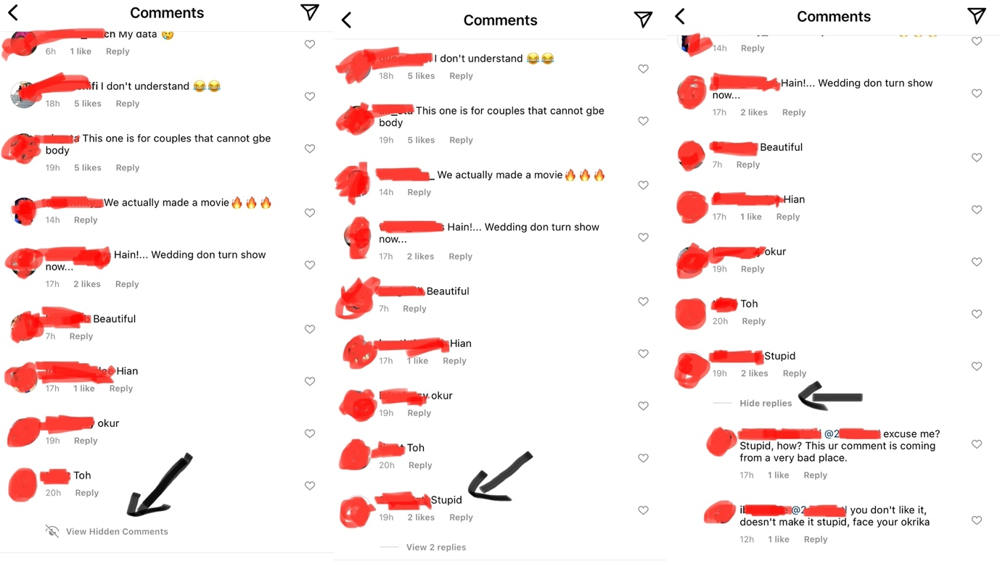 Comments
My data 😢
6h 1 like Reply
I don't understand 😂😂
18h 5 likes Reply
This one is for couples that cannot gbe
body
19h 5 likes Reply
We actually made a movie🔥🔥🔥
14h Reply
Hain!... Wedding don turn show
now...
17h 2 likes Reply
Beautiful
7h Reply
Hian
17h 1 like Reply
okur
19h Reply
Toh
20h Reply
View Hidden Comments
Comments
I don't understand 😂😂
18h 5 likes Reply
This one is for couples that cannot gbe
body
19h 5 likes Reply
We actually made a movie🔥🔥🔥
14h Reply
Hain!... Wedding don turn show
now...
17h 2 likes Reply
Beautiful
7h Reply
Hian
17h 1 like Reply
okur
19h Reply
Toh
20h Reply
Stupid
19h 2 likes Reply
View 2 replies
Comments
14h Reply
Hain!... Wedding don turn show
now...
17h 2 likes Reply
Beautiful
7h Reply
Hian
17h 1 like Reply
okur
19h Reply
Toh
20h Reply
Stupid
19h 2 likes Reply
Hide replies
excuse me?
Stupid, how? This ur comment is coming
from a very bad place.
17h 1 like Reply
you don't like it,
doesn't make it stupid, face your okrika
12h 1 like Reply